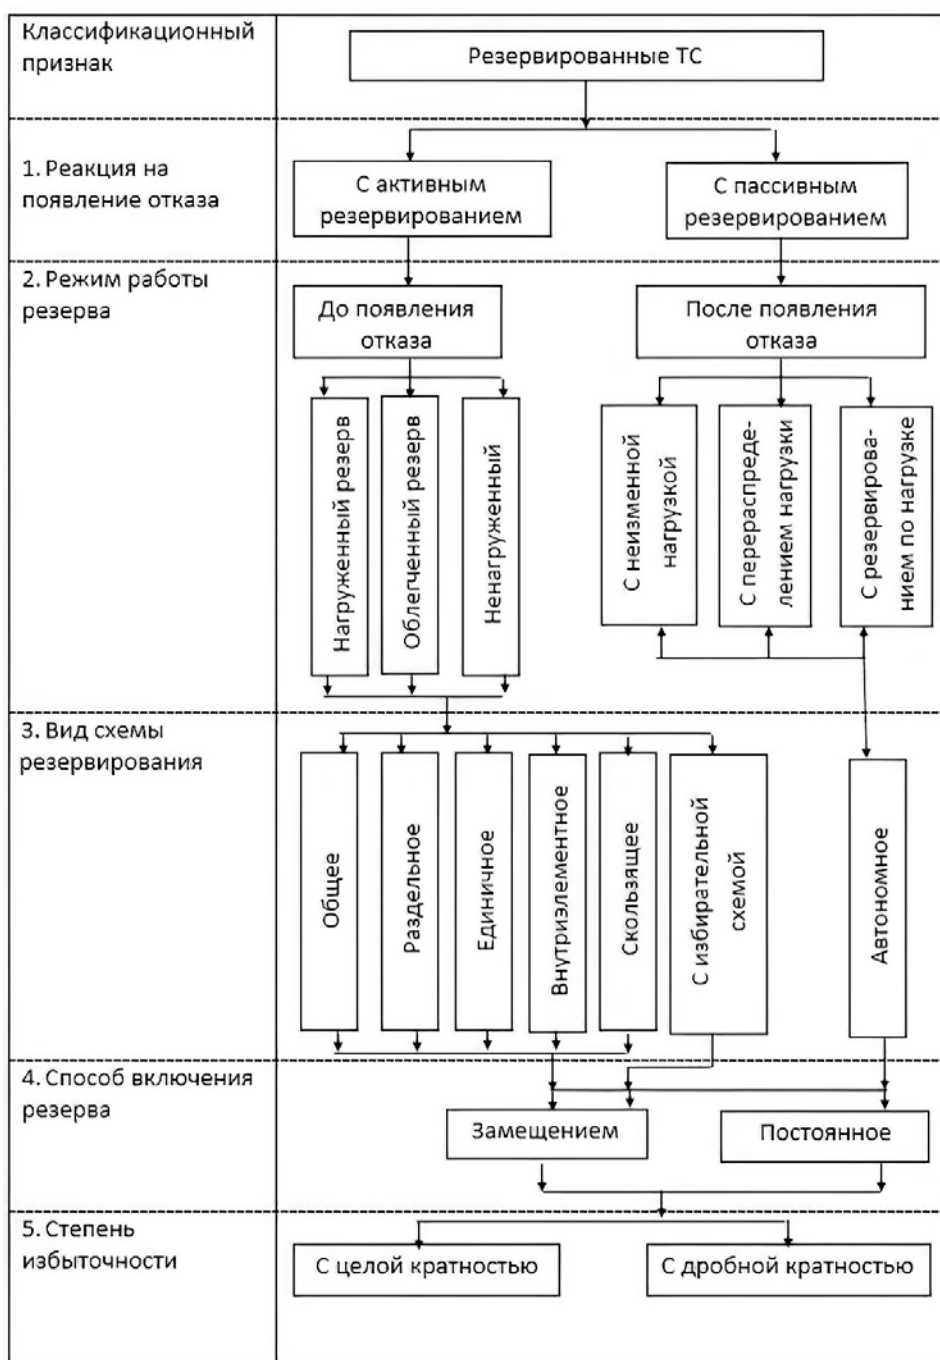 Классификационный
признак
Резервированные ТС
1. Реакция на
появление отказа
С активным
резервированием
С пассивным
резервированием
2. Режим работы
резерва
До появления
отказа
После появления
отказа
Нагруженный резерв
Облегченный резерв
Ненагруженный
С неизменной
нагрузкой
С перераспреде-
лением нагрузки
С резервирова-
нием по нагрузке
3. Вид схемы
резервирования
Общее
Раздельное
Единичное
Внутриэлементное
Скользящее
С избирательной
схемой
Автономное
4. Способ включения
резерва
Замещением
Постоянное
5. Степень
избыточности
С целой кратностью
С дробной кратностью